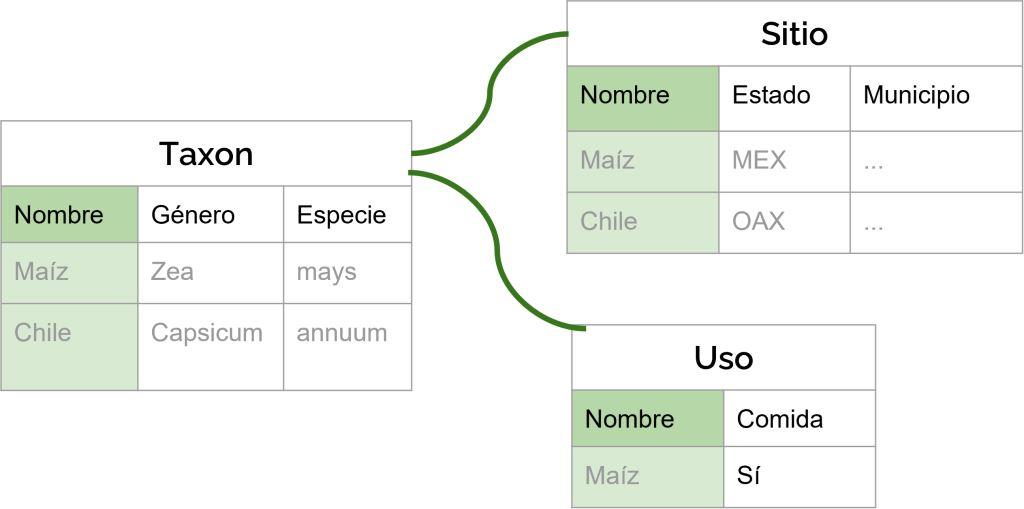 Taxon
Nombre Género Especie
Maíz Zea mays
Chile Capsicum annuum
Sitio
Nombre Estado Municipio
Maíz MEX ...
Chile OAX ...
Uso
Nombre Comida
Maíz Sí